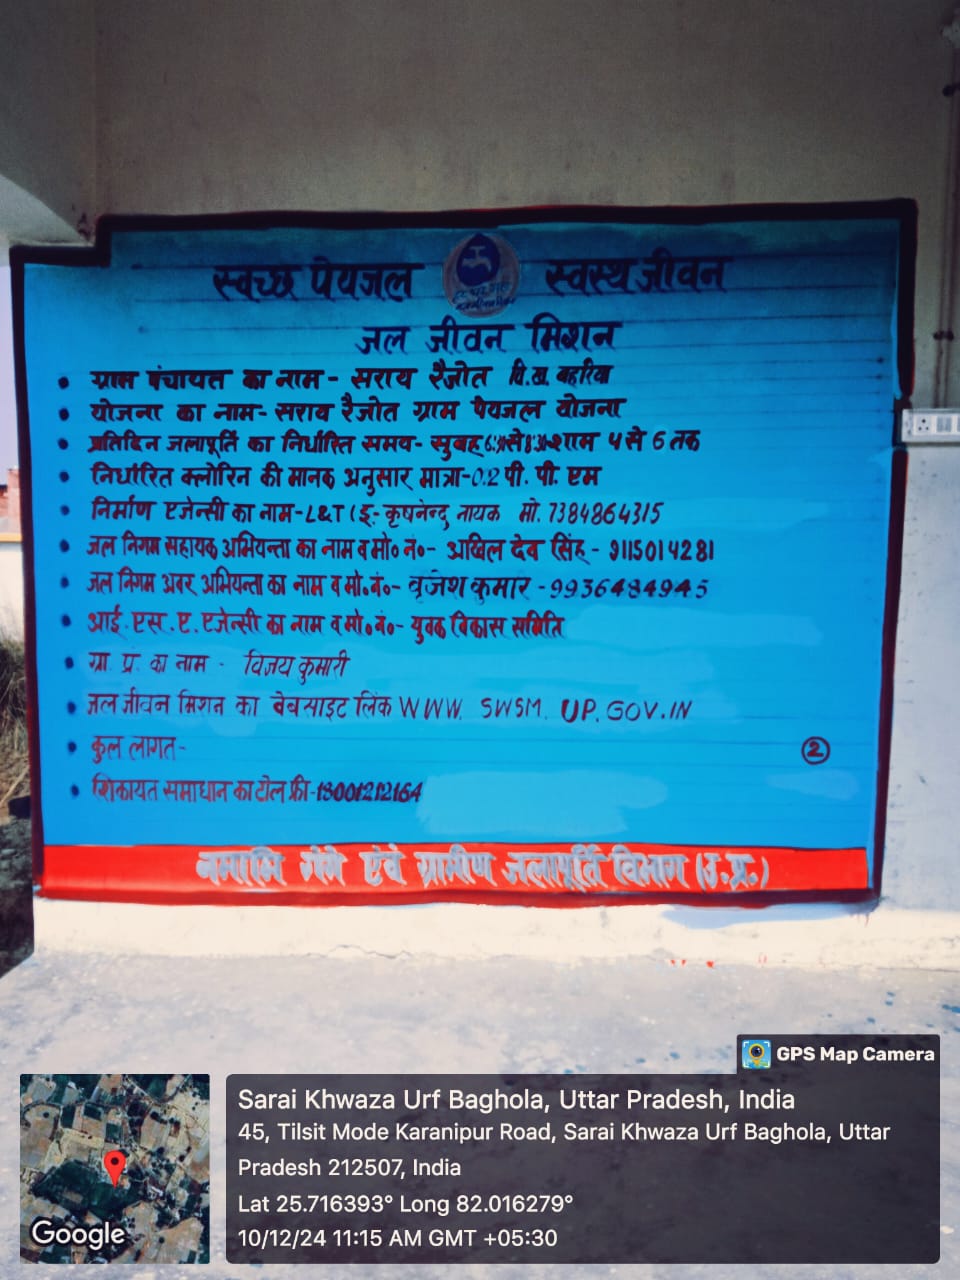 स्वच्छ पेयजल स्वस्थ जीवन
जल जीवन मिशन
• ग्राम पंचायत का नाम - सराय रैजोत वि.ख. बहरिया
• योजना का नाम- सराय रैजोत ग्राम पेयजल योजना
• प्रतिदिन जलापूर्ति का निर्धारित समय- सुबह से शाम 4 से 6 तक
• निर्धारित क्लोरिन की मानक अनुसार मात्रा-0.2 पी. पी. एम
• निर्माण एजेन्सी का नाम-L&T (इ:- कृषनेन्दु नायक मो. 7384864315
• जल निगम सहायक अभियन्ता का नाम व मो० नं०- अखिल देव सिंह - 9115014281
• जल निगम अवर अभियन्ता का नाम व मो.नं०- वृजेश कुमार -9936484945
• आई. एस. ए. एजेन्सी का नाम व मो०नं०- युवक विकास समिति
• ग्रा. प्र. का नाम - विजय कुमारी
• जल जीवन मिशन का बेबसाइट लिंक WWW. SWSM. UP. GOV.IN
• कुल लागत-
②
• शिकायत समाधान का टोल फ्री-18001212164
नमामि गंगे एवं ग्रामीण जलापूर्ति विभाग (उ.प्र.)
GPS Map Camera
Sarai Khwaza Urf Baghola, Uttar Pradesh, India
45, Tilsit Mode Karanipur Road, Sarai Khwaza Urf Baghola, Uttar
Pradesh 212507, India
Lat 25.716393° Long 82.016279°
10/12/24 11:15 AM GMT +05:30
Google